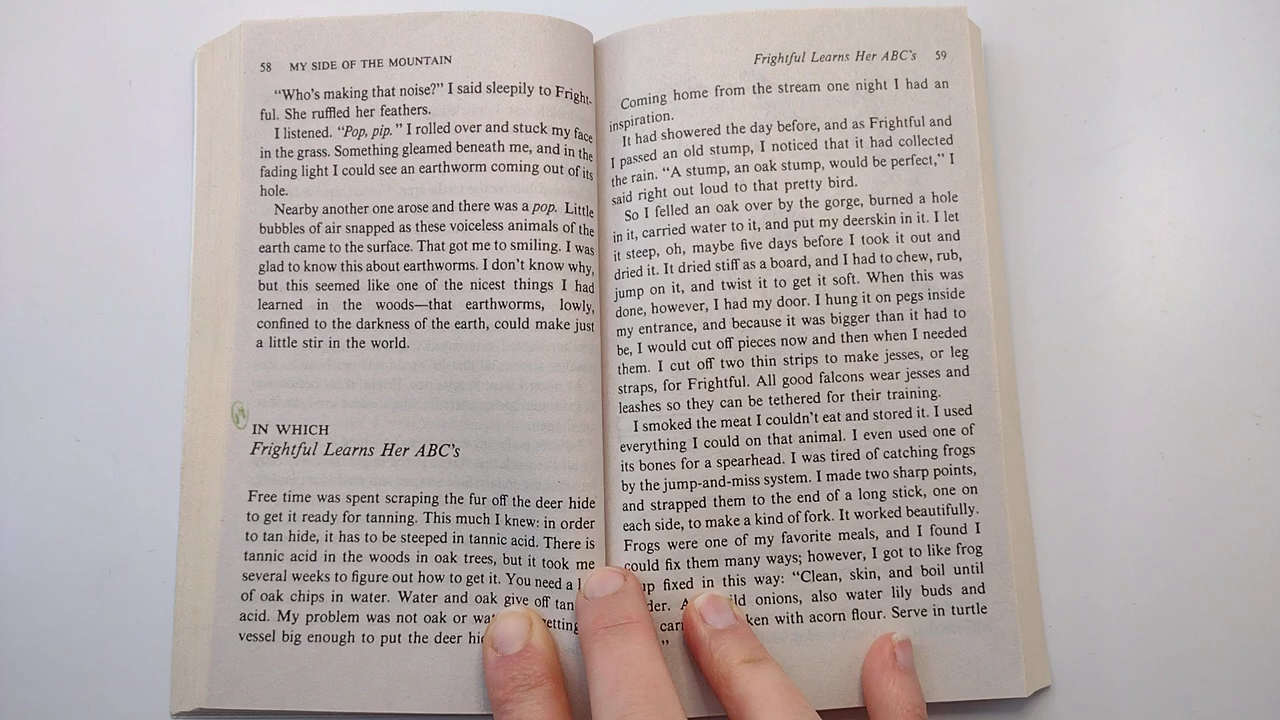 58 MY SIDE OF THE MOUNTAIN
“Who’s making that noise?” I said sleepily to Fright-
ful. She ruffled her feathers.
I listened. “Pop, pip.” I rolled over and stuck my face
in the grass. Something gleamed beneath me, and in the
fading light I could see an earthworm coming out of its
hole.
Nearby another one arose and there was a pop. Little
bubbles of air snapped as these voiceless animals of the
earth came to the surface. That got me to smiling. I was
glad to know this about earthworms. I don’t know why,
but this seemed like one of the nicest things I had
learned in the woods—that earthworms, lowly,
confined to the darkness of the earth, could make just
a little stir in the world.
IN WHICH
Frightful Learns Her ABC’s
Free time was spent scraping the fur off the deer hide
to get it ready for tanning. This much I knew: in order
to tan hide, it has to be steeped in tannic acid. There is
tannic acid in the woods in oak trees, but it took me
several weeks to figure out how to get it. You need a
of oak chips in water. Water and oak give off
acid. My problem was not oak or
vessel big enough to put the deer
Frightful Learns Her ABC’s 59
Coming home from the stream one night I had an
inspiration.
It had showered the day before, and as Frightful and
I passed an old stump, I noticed that it had collected
the rain. “A stump, an oak stump, would be perfect,” I
said right out loud to that pretty bird.
So I felled an oak over by the gorge, burned a hole
in it, carried water to it, and put my deerskin in it. I let
it steep, oh, maybe five days before I took it out and
dried it. It dried stiff as a board, and I had to chew, rub,
jump on it, and twist it to get it soft. When this was
done, however, I had my door. I hung it on pegs inside
my entrance, and because it was bigger than it had to
be, I would cut off pieces now and then when I needed
them. I cut off two thin strips to make jesses, or leg
straps, for Frightful. All good falcons wear jesses and
leashes so they can be tethered for their training.
I smoked the meat I couldn’t eat and stored it. I used
everything I could on that animal. I even used one of
its bones for a spearhead. I was tired of catching frogs
by the jump-and-miss system. I made two sharp points,
and strapped them to the end of a long stick, one on
each side, to make a kind of fork. It worked beautifully.
Frogs were one of my favorite meals, and I found I
could fix them many ways; however, I got to like frog
fixed in this way: “Clean, skin, and boil until
onions, also water lily buds and
with acorn flour. Serve in turtle